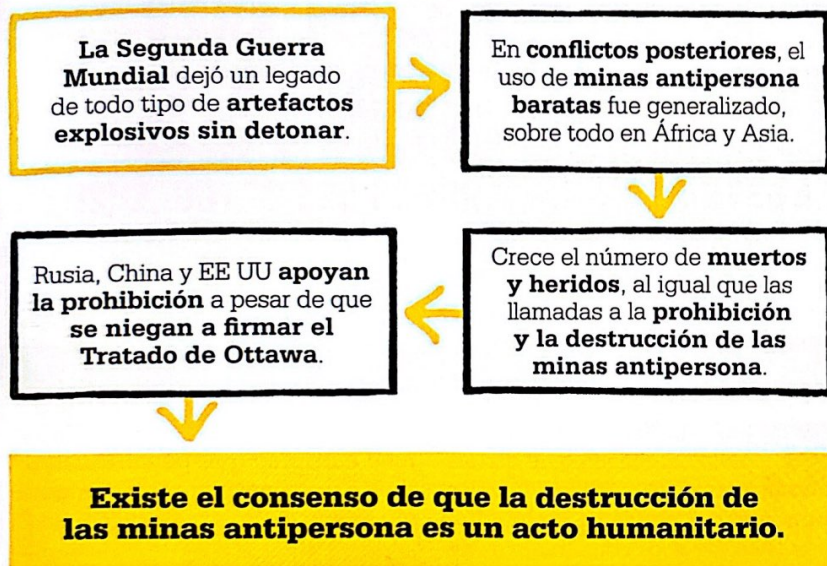 La Segunda Guerra
Mundial dejó un legado
de todo tipo de artefactos
explosivos sin detonar.
En conflictos posteriores, el
uso de minas antipersona
baratas fue generalizado,
sobre todo en África y Asia.
Crece el número de muertos
y heridos, al igual que las
llamadas a la prohibición
y la destrucción de las
minas antipersona.
Rusia, China y EE UU apoyan
la prohibición a pesar de que
se niegan a firmar el
Tratado de Ottawa.
Existe el consenso de que la destrucción de
las minas antipersona es un acto humanitario.